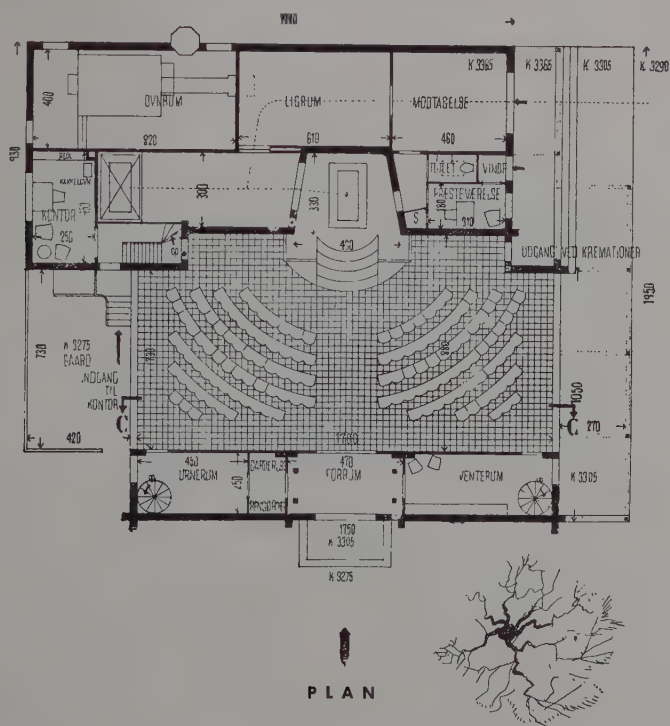 K 3290
K 3365
K 3365
K 3305
400
OVNRUM
LIGRUM
MODTAGELSE
820
610
460
930
300
330
TOILET
VINDF
PRÆSTEVÆRELSE
180
310
S
KONTOR
250
460
UDGANG VED KREMATIONER
1950
730
K 3275
GAARD
INDGANG
TIL
KONTOR
C
1050
C
270
420
1760
450
470
URNERUM
250
GARDEROBE
FORRUM
VENTERUM
K 3305
1750
K 3305
K 3275
PLAN